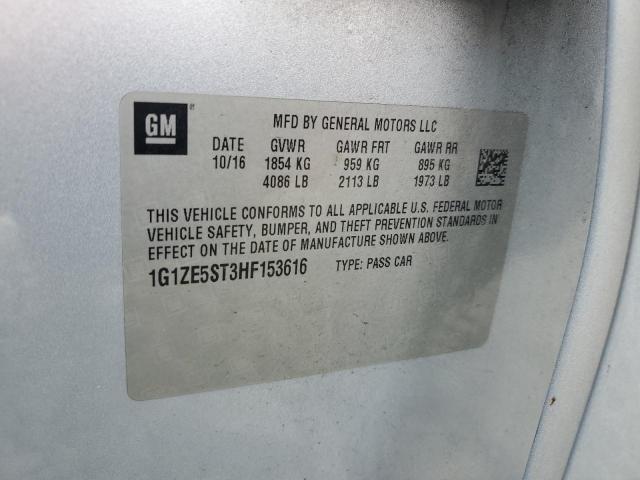 GM ®
MFD BY GENERAL MOTORS LLC
DATE GVWR GAWR FRT GAWR RR
10/16 1854 KG 959 KG 895 KG
4086 LB 2113 LB 1973 LB
THIS VEHICLE CONFORMS TO ALL APPLICABLE U.S. FEDERAL MOTOR
VEHICLE SAFETY, BUMPER, AND THEFT PREVENTION STANDARDS IN
EFFECT ON THE DATE OF MANUFACTURE SHOWN ABOVE.
1G1ZE5ST3HF153616 TYPE: PASS CAR